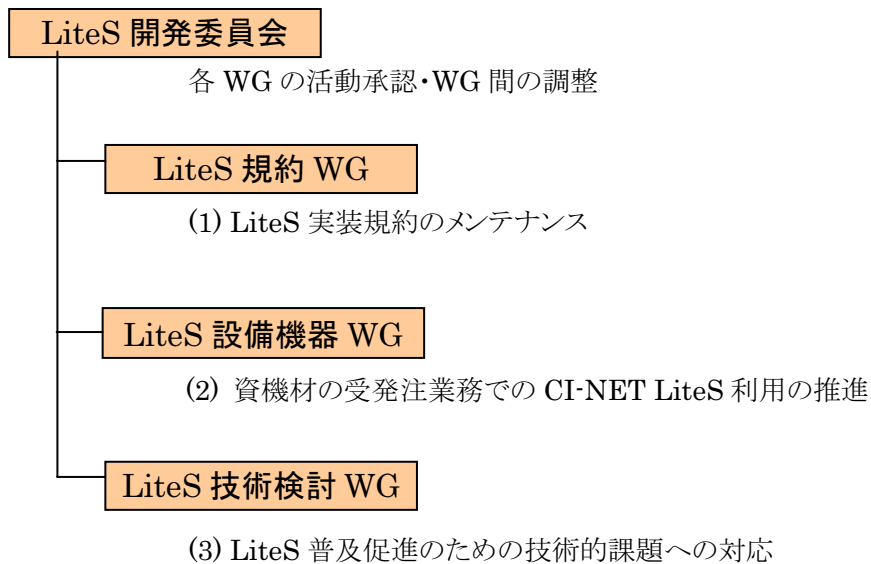 LiteS 開発委員会
各 WG の活動承認・WG 間の調整
LiteS 規約 WG
(1) LiteS 実装規約のメンテナンス
LiteS 設備機器 WG
(2) 資機材の受発注業務での CI-NET LiteS 利用の推進
LiteS 技術検討 WG
(3) LiteS 普及促進のための技術的課題への対応